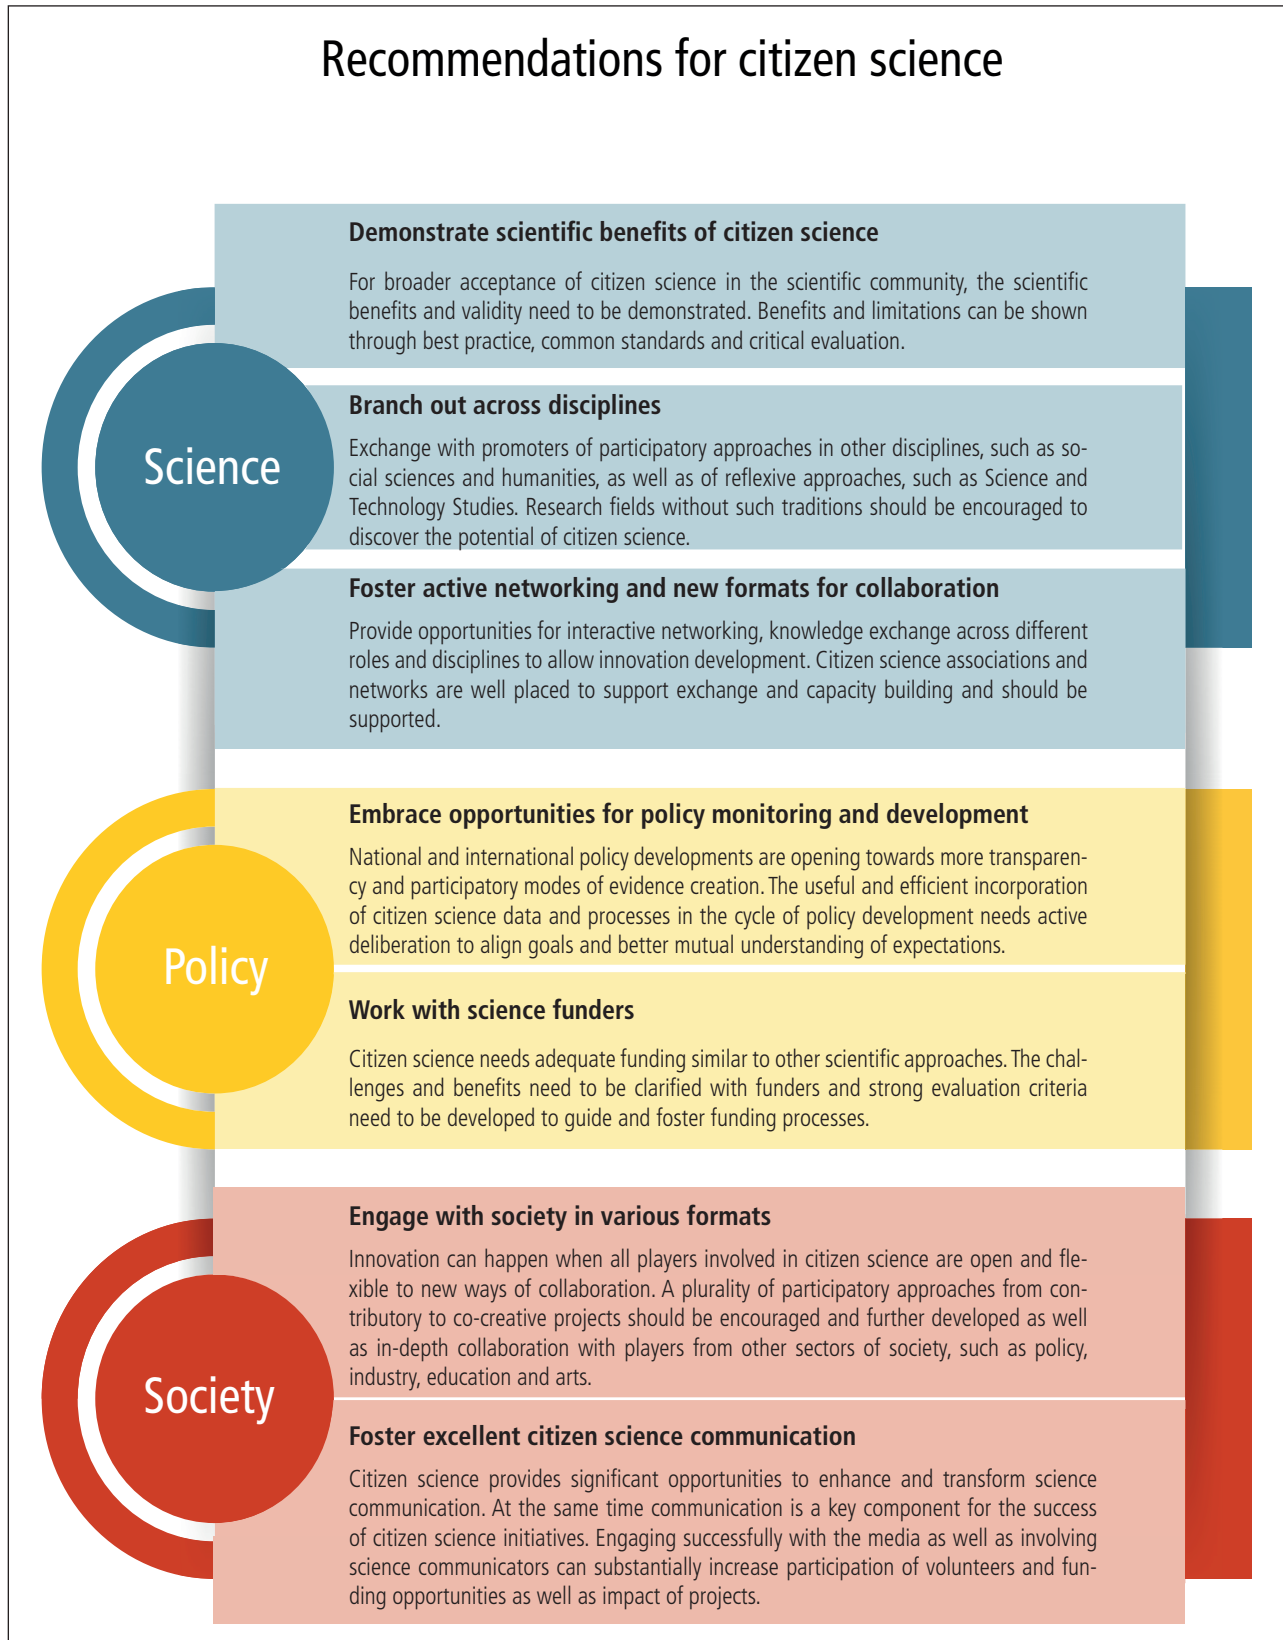 Recommendations for citizen science
Demonstrate scientific benefits of citizen science
For broader acceptance of citizen science in the scientific community, the scientific
benefits and validity need to be demonstrated. Benefits and limitations can be shown
through best practice, common standards and critical evaluation.
Science
Branch out across disciplines
Exchange with promoters of participatory approaches in other disciplines, such as so-
cial sciences and humanities, as well as of reflexive approaches, such as Science and
Technology Studies. Research fields without such traditions should be encouraged to
discover the potential of citizen science.
Foster active networking and new formats for collaboration
Provide opportunities for interactive networking, knowledge exchange across different
roles and disciplines to allow innovation development. Citizen science associations and
networks are well placed to support exchange and capacity building and should be
supported.
Policy
Embrace opportunities for policy monitoring and development
National and international policy developments are opening towards more transparen-
cy and participatory modes of evidence creation. The useful and efficient incorporation
of citizen science data and processes in the cycle of policy development needs active
deliberation to align goals and better mutual understanding of expectations.
Work with science funders
Citizen science needs adequate funding similar to other scientific approaches. The chal-
lenges and benefits need to be clarified with funders and strong evaluation criteria
need to be developed to guide and foster funding processes.
Society
Engage with society in various formats
Innovation can happen when all players involved in citizen science are open and fle-
xible to new ways of collaboration. A plurality of participatory approaches from con-
tributory to co-creative projects should be encouraged and further developed as well
as in-depth collaboration with players from other sectors of society, such as policy,
industry, education and arts.
Foster excellent citizen science communication
Citizen science provides significant opportunities to enhance and transform science
communication. At the same time communication is a key component for the success
of citizen science initiatives. Engaging successfully with the media as well as involving
science communicators can substantially increase participation of volunteers and fun-
ding opportunities as well as impact of projects.